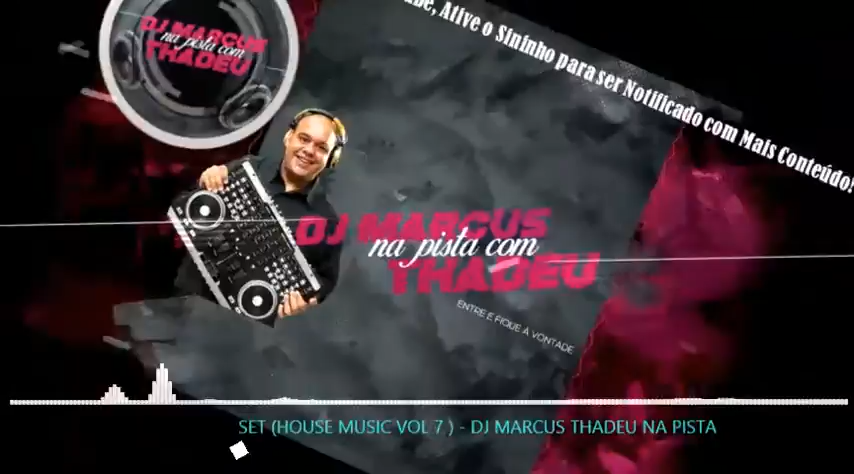 Ative o Sininho para ser Notificado com Mais Conteúdo!
DJ MARCUS
na pista com
THADEU
DJ MARCUS
na pista com
THADEU
ENTRE E FIQUE À VONTADE
SET (HOUSE MUSIC VOL 7 ) - DJ MARCUS THADEU NA PISTA